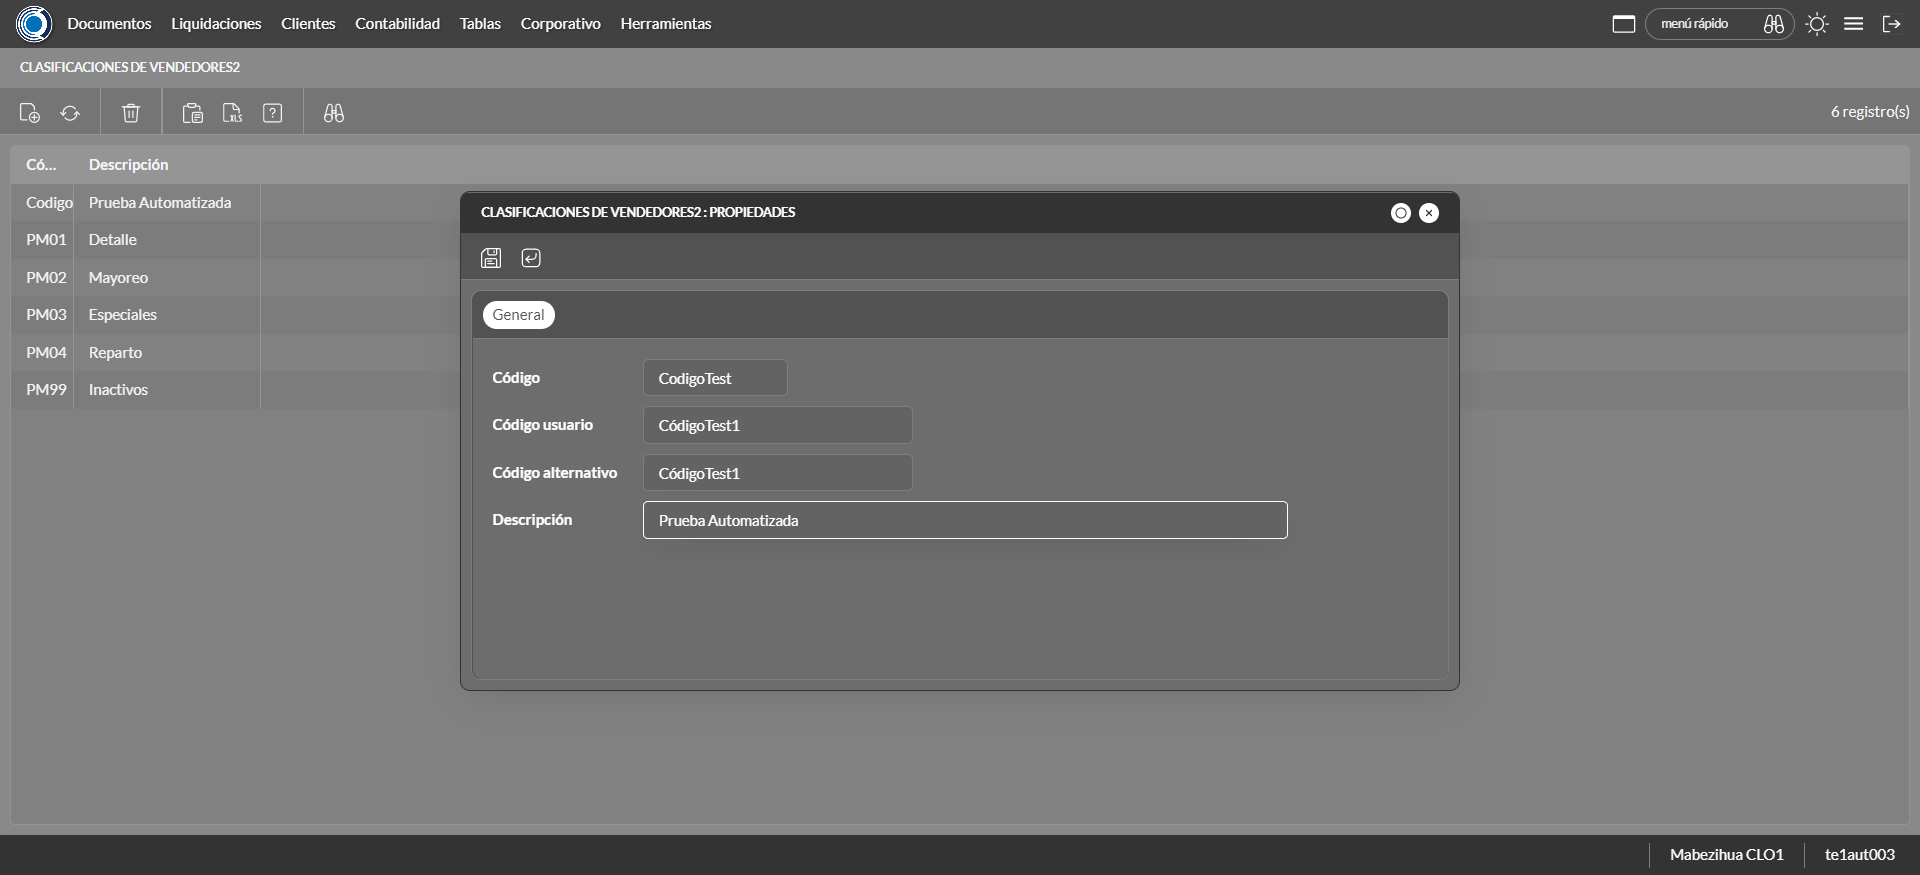 Documentos Liquidaciones Clientes Contabilidad Tablas Corporativo Herramientas menú rápido
CLASIFICACIONES DE VENDEDORES2
XLS ? 6 registro(s)
Có... Descripción
Codigo Prueba Automatizada
PM01 Detalle
PM02 Mayoreo
PM03 Especiales
PM04 Reparto
PM99 Inactivos
CLASIFICACIONES DE VENDEDORES2 : PROPIEDADES
General
Código CodigoTest
Código usuario CódigoTest1
Código alternativo CódigoTest1
Descripción Prueba Automatizada
Mabezihua CLO1 te1aut003